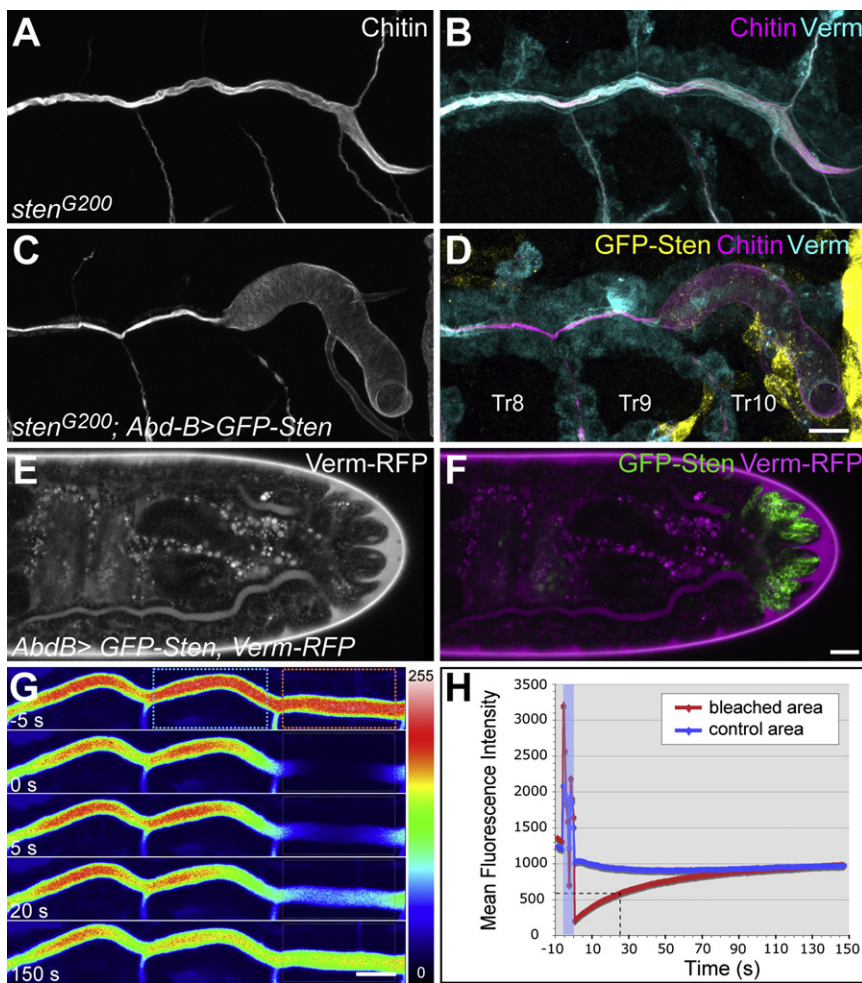 A
Chitin
sten^G200
B
Chitin Verm
C
sten^G200; Abd-B>GFP-Sten
D
GFP-Sten Chitin Verm
Tr8
Tr9
Tr10
E
Verm-RFP
AbdB> GFP-Sten, Verm-RFP
F
GFP-Sten Verm-RFP
G
255
-5 s
0 s
5 s
20 s
150 s
0
H
3500
3000
2500
2000
1500
1000
500
0
Mean Fluorescence Intensity
bleached area
control area
-10 10 30 50 70 90 110 130 150
Time (s)